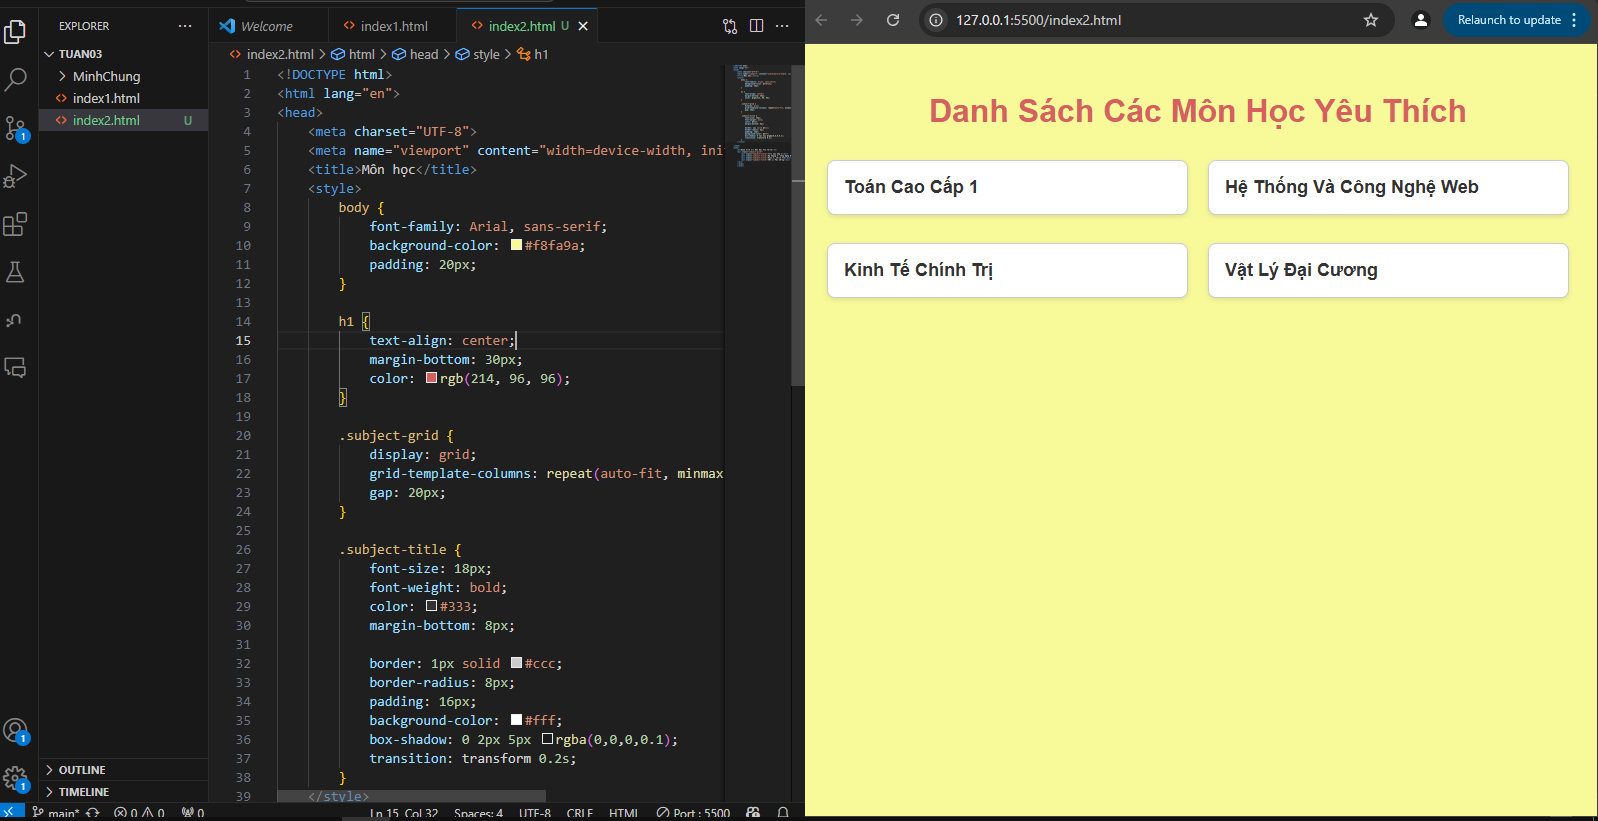 EXPLORER
TUAN03
MinhChung
index1.html
index2.html U
OUTLINE
TIMELINE
Welcome
index1.html
index2.html U
index2.html > html > head > style > h1
1 <!DOCTYPE html>
2 <html lang="en">
3 <head>
4 <meta charset="UTF-8">
5 <meta name="viewport" content="width=device-width, ini
6 <title>Môn học</title>
7 <style>
8 body {
9 font-family: Arial, sans-serif;
10 background-color: #f8fa9a;
11 padding: 20px;
12 }
13
14 h1 {
15 text-align: center;
16 margin-bottom: 30px;
17 color: rgb(214, 96, 96);
18 }
19
20 .subject-grid {
21 display: grid;
22 grid-template-columns: repeat(auto-fit, minmax
23 gap: 20px;
24 }
25
26 .subject-title {
27 font-size: 18px;
28 font-weight: bold;
29 color: #333;
30 margin-bottom: 8px;
31
32 border: 1px solid #ccc;
33 border-radius: 8px;
34 padding: 16px;
35 background-color: #fff;
36 box-shadow: 0 2px 5px rgba(0,0,0,0.1);
37 transition: transform 0.2s;
38 }
39 </style>
1
1
1
main* 0 0 0 Ln 15, Col 32 Spaces: 4 UTF-8 CRLF HTML Port : 5500
127.0.0.1:5500/index2.html
Relaunch to update
Danh Sách Các Môn Học Yêu Thích
Toán Cao Cấp 1
Hệ Thống Và Công Nghệ Web
Kinh Tế Chính Trị
Vật Lý Đại Cương